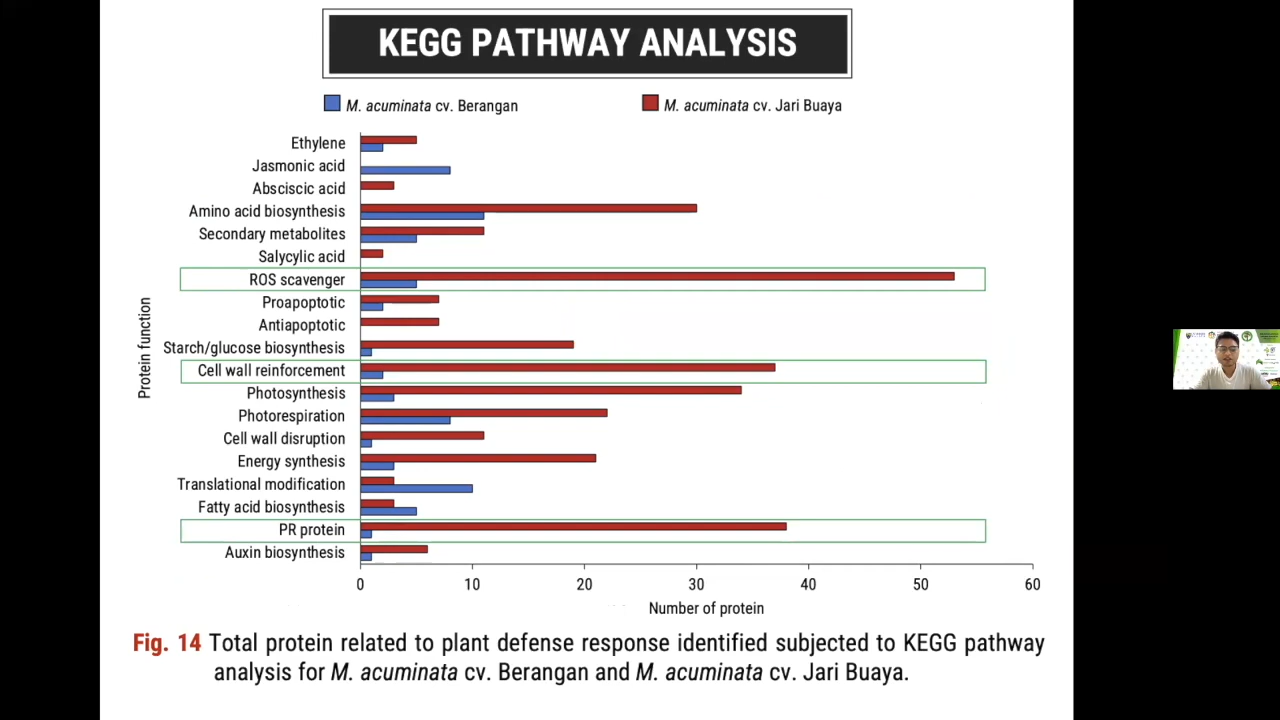 KEGG PATHWAY ANALYSIS
M. acuminata cv. Berangan
M. acuminata cv. Jari Buaya
Protein function
Ethylene
Jasmonic acid
Abscisic acid
Amino acid biosynthesis
Secondary metabolites
Salycylic acid
ROS scavenger
Proapoptotic
Antiapoptotic
Starch/glucose biosynthesis
Cell wall reinforcement
Photosynthesis
Photorespiration
Cell wall disruption
Energy synthesis
Translational modification
Fatty acid biosynthesis
PR protein
Auxin biosynthesis
0 10 20 30 40 50 60
Number of protein
Fig. 14 Total protein related to plant defense response identified subjected to KEGG pathway
analysis for M. acuminata cv. Berangan and M. acuminata cv. Jari Buaya.